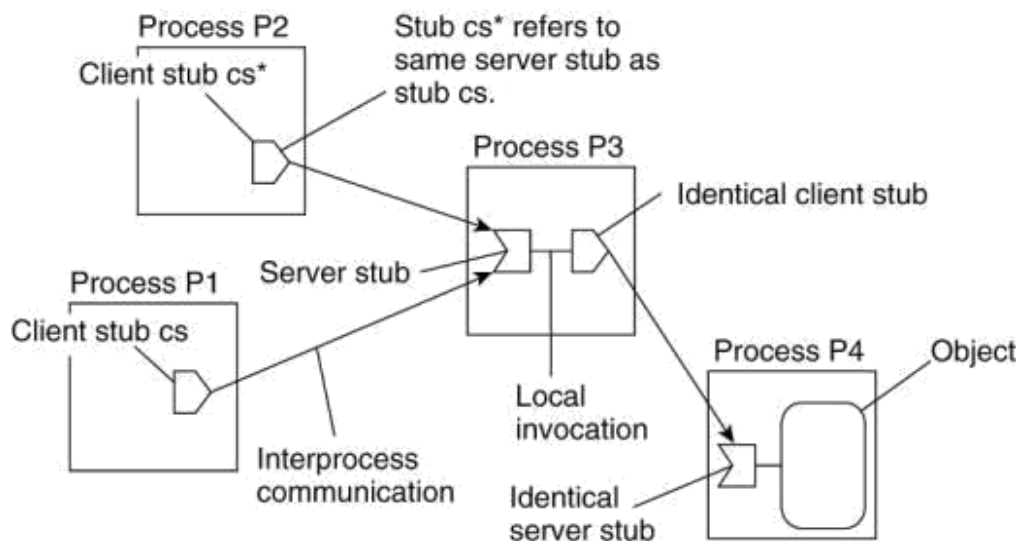 Process P2
Client stub cs*
Stub cs* refers to
same server stub as
stub cs.
Process P3
Identical client stub
Server stub
Process P1
Client stub cs
Interprocess
communication
Local
invocation
Process P4
Object
Identical
server stub